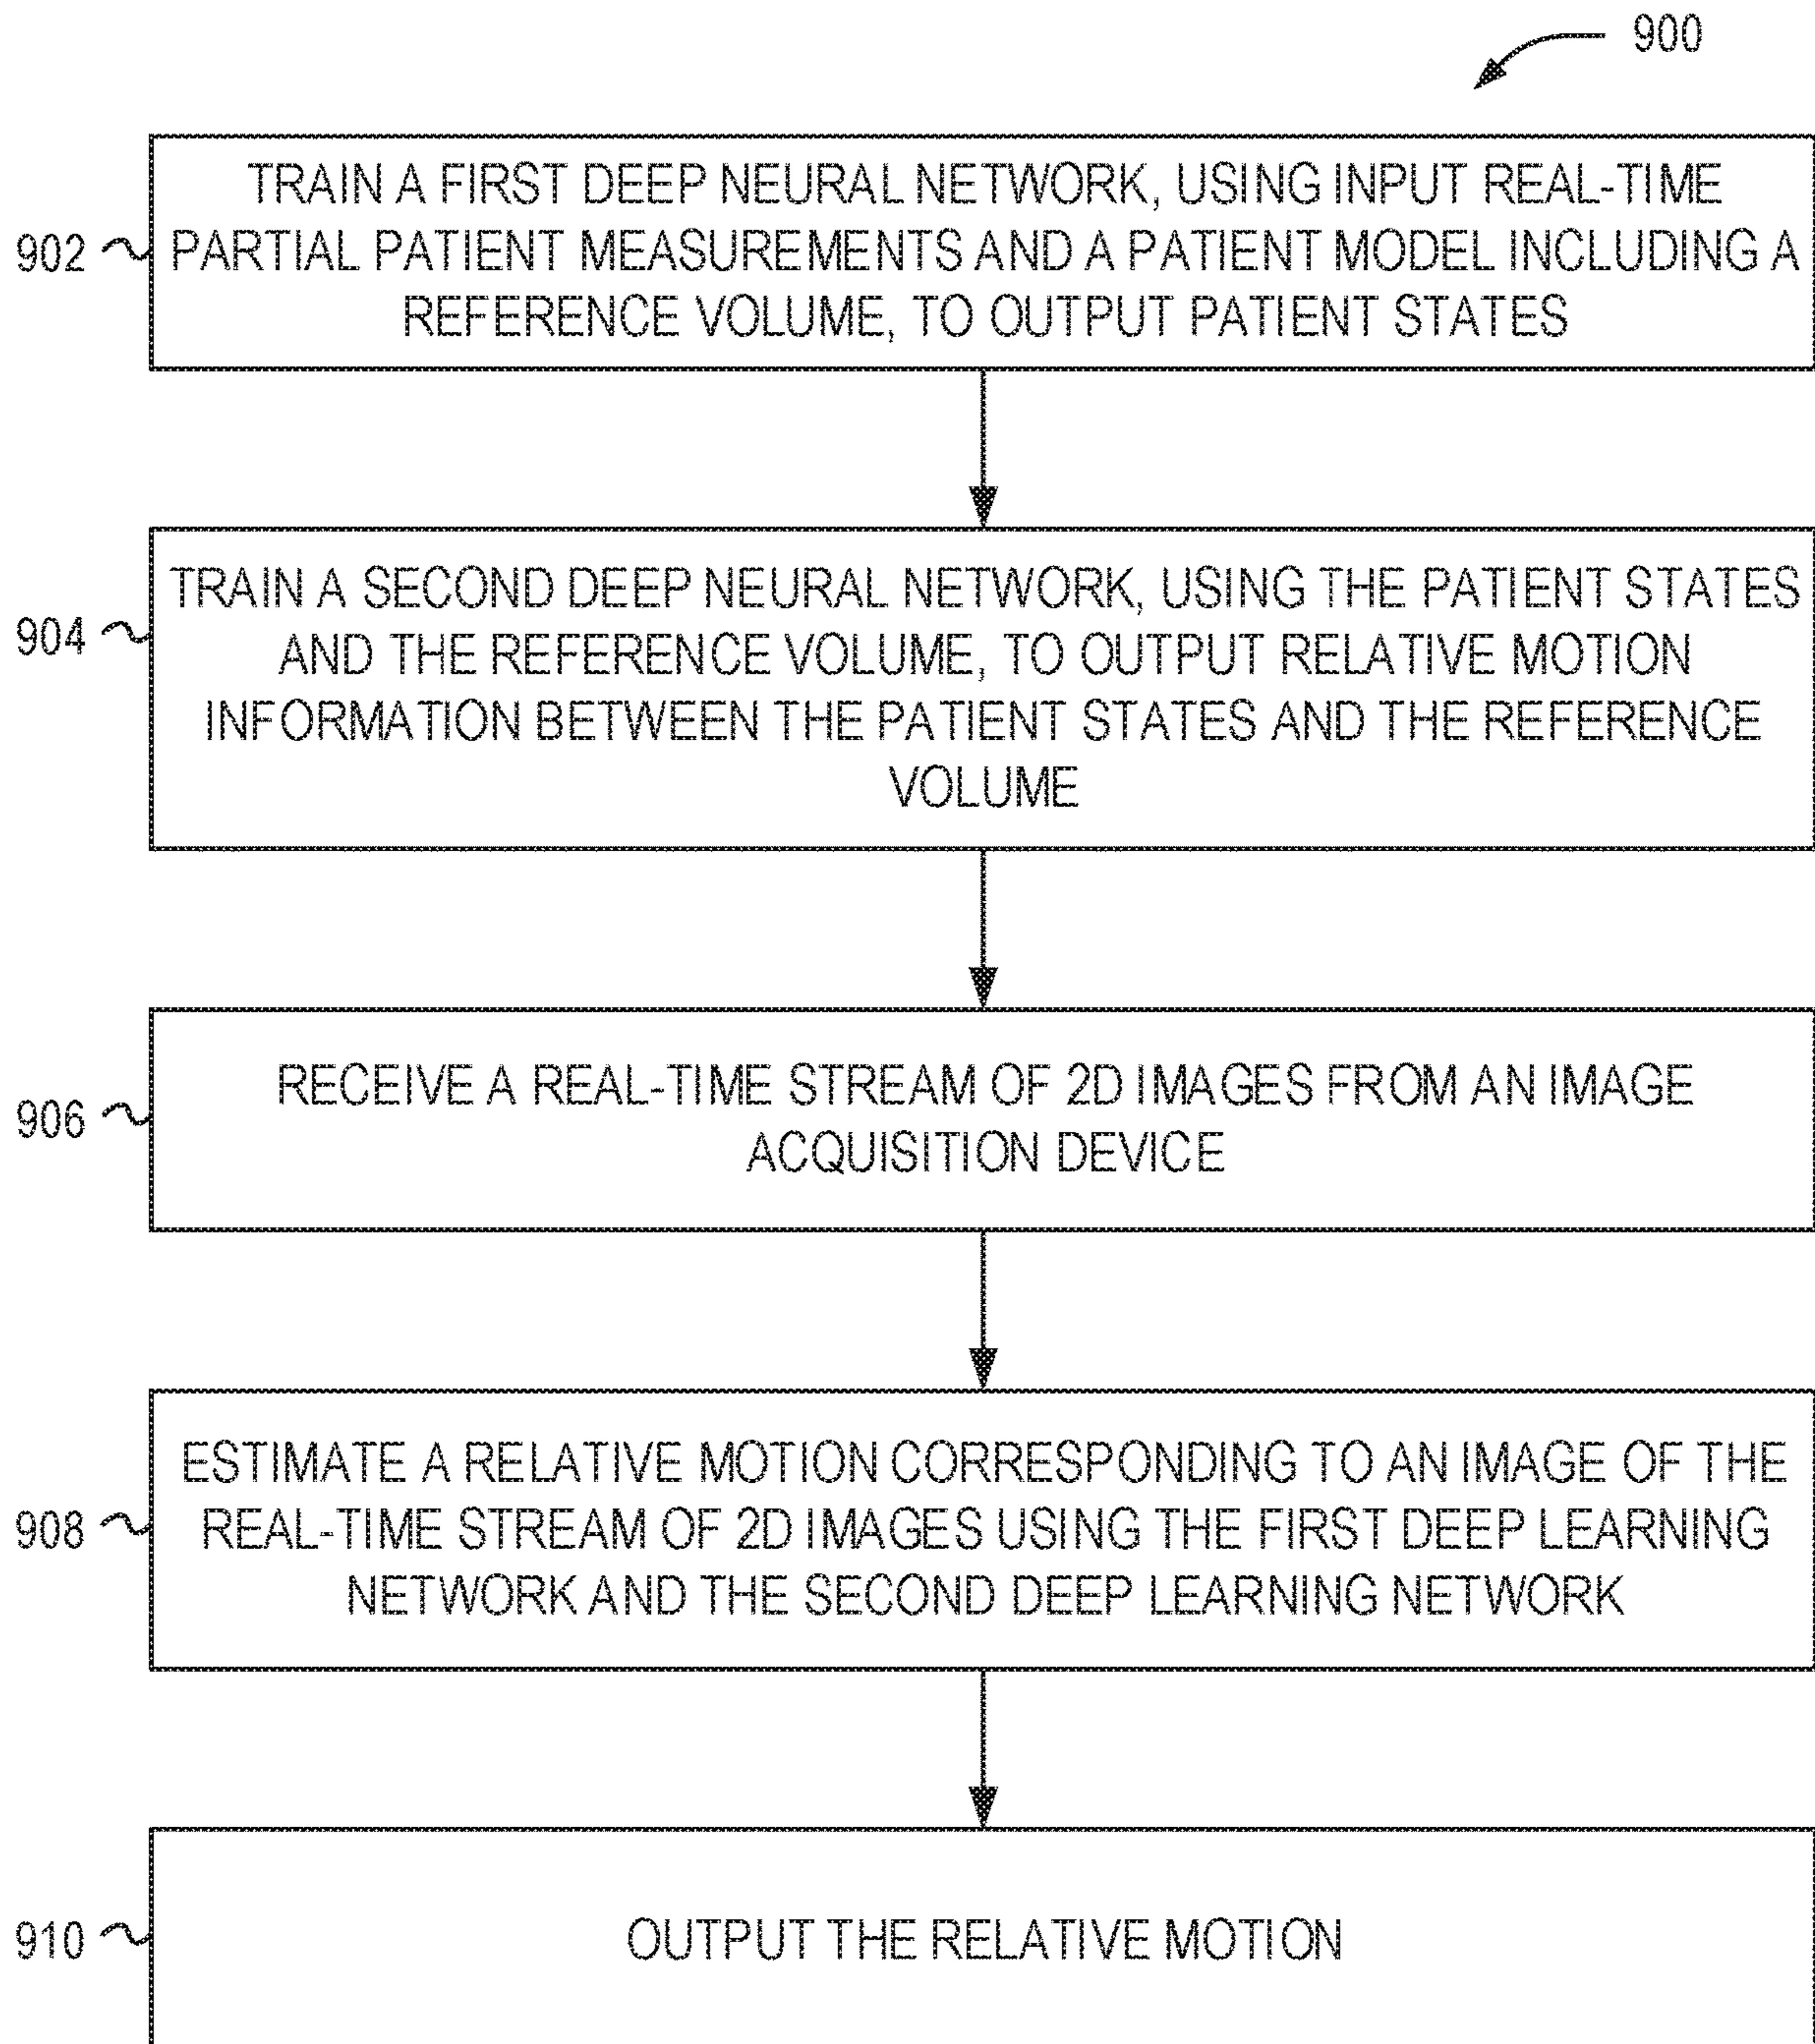 900
TRAIN A FIRST DEEP NEURAL NETWORK, USING INPUT REAL-TIME
902 PARTIAL PATIENT MEASUREMENTS AND A PATIENT MODEL INCLUDING A
REFERENCE VOLUME, TO OUTPUT PATIENT STATES
TRAIN A SECOND DEEP NEURAL NETWORK, USING THE PATIENT STATES
904 AND THE REFERENCE VOLUME, TO OUTPUT RELATIVE MOTION
INFORMATION BETWEEN THE PATIENT STATES AND THE REFERENCE
VOLUME
RECEIVE A REAL-TIME STREAM OF 2D IMAGES FROM AN IMAGE
906 ACQUISITION DEVICE
ESTIMATE A RELATIVE MOTION CORRESPONDING TO AN IMAGE OF THE
908 REAL-TIME STREAM OF 2D IMAGES USING THE FIRST DEEP LEARNING
NETWORK AND THE SECOND DEEP LEARNING NETWORK
910 OUTPUT THE RELATIVE MOTION